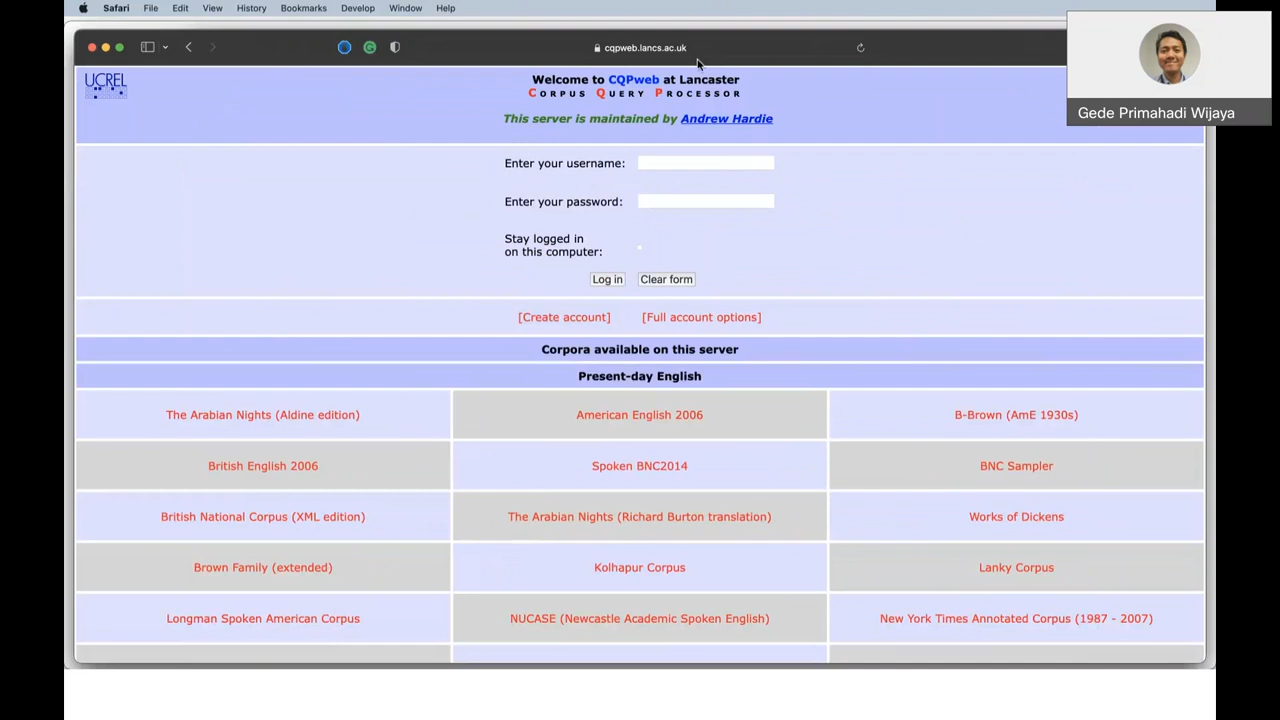 Safari File Edit View History Bookmarks Develop Window Help
cqpweb.lancs.ac.uk
Gede Primahadi Wijaya
UCREL
Welcome to CQPweb at Lancaster
CORPUS QUERY PROCESSOR
This server is maintained by Andrew Hardie
Enter your username:
Enter your password:
Stay logged in
on this computer:
Log in Clear form
[Create account] [Full account options]
Corpora available on this server
Present-day English
The Arabian Nights (Aldine edition) American English 2006 B-Brown (AmE 1930s)
British English 2006 Spoken BNC2014 BNC Sampler
British National Corpus (XML edition) The Arabian Nights (Richard Burton translation) Works of Dickens
Brown Family (extended) Kolhapur Corpus Lanky Corpus
Longman Spoken American Corpus NUCASE (Newcastle Academic Spoken English) New York Times Annotated Corpus (1987 - 2007)